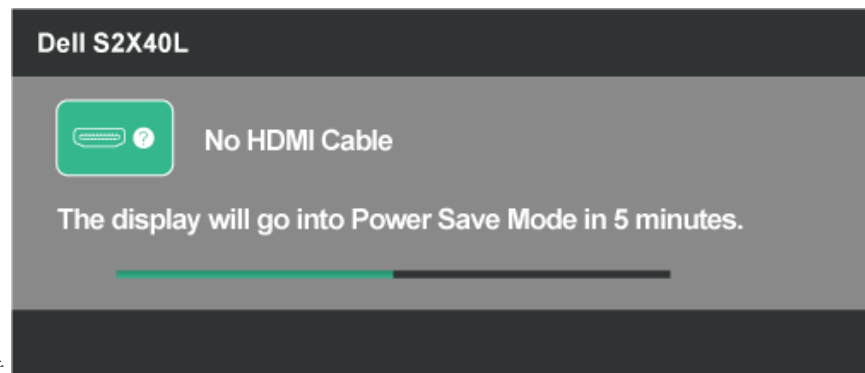 Dell S2X40L
?
No HDMI Cable
The display will go into Power Save Mode in 5 minutes.